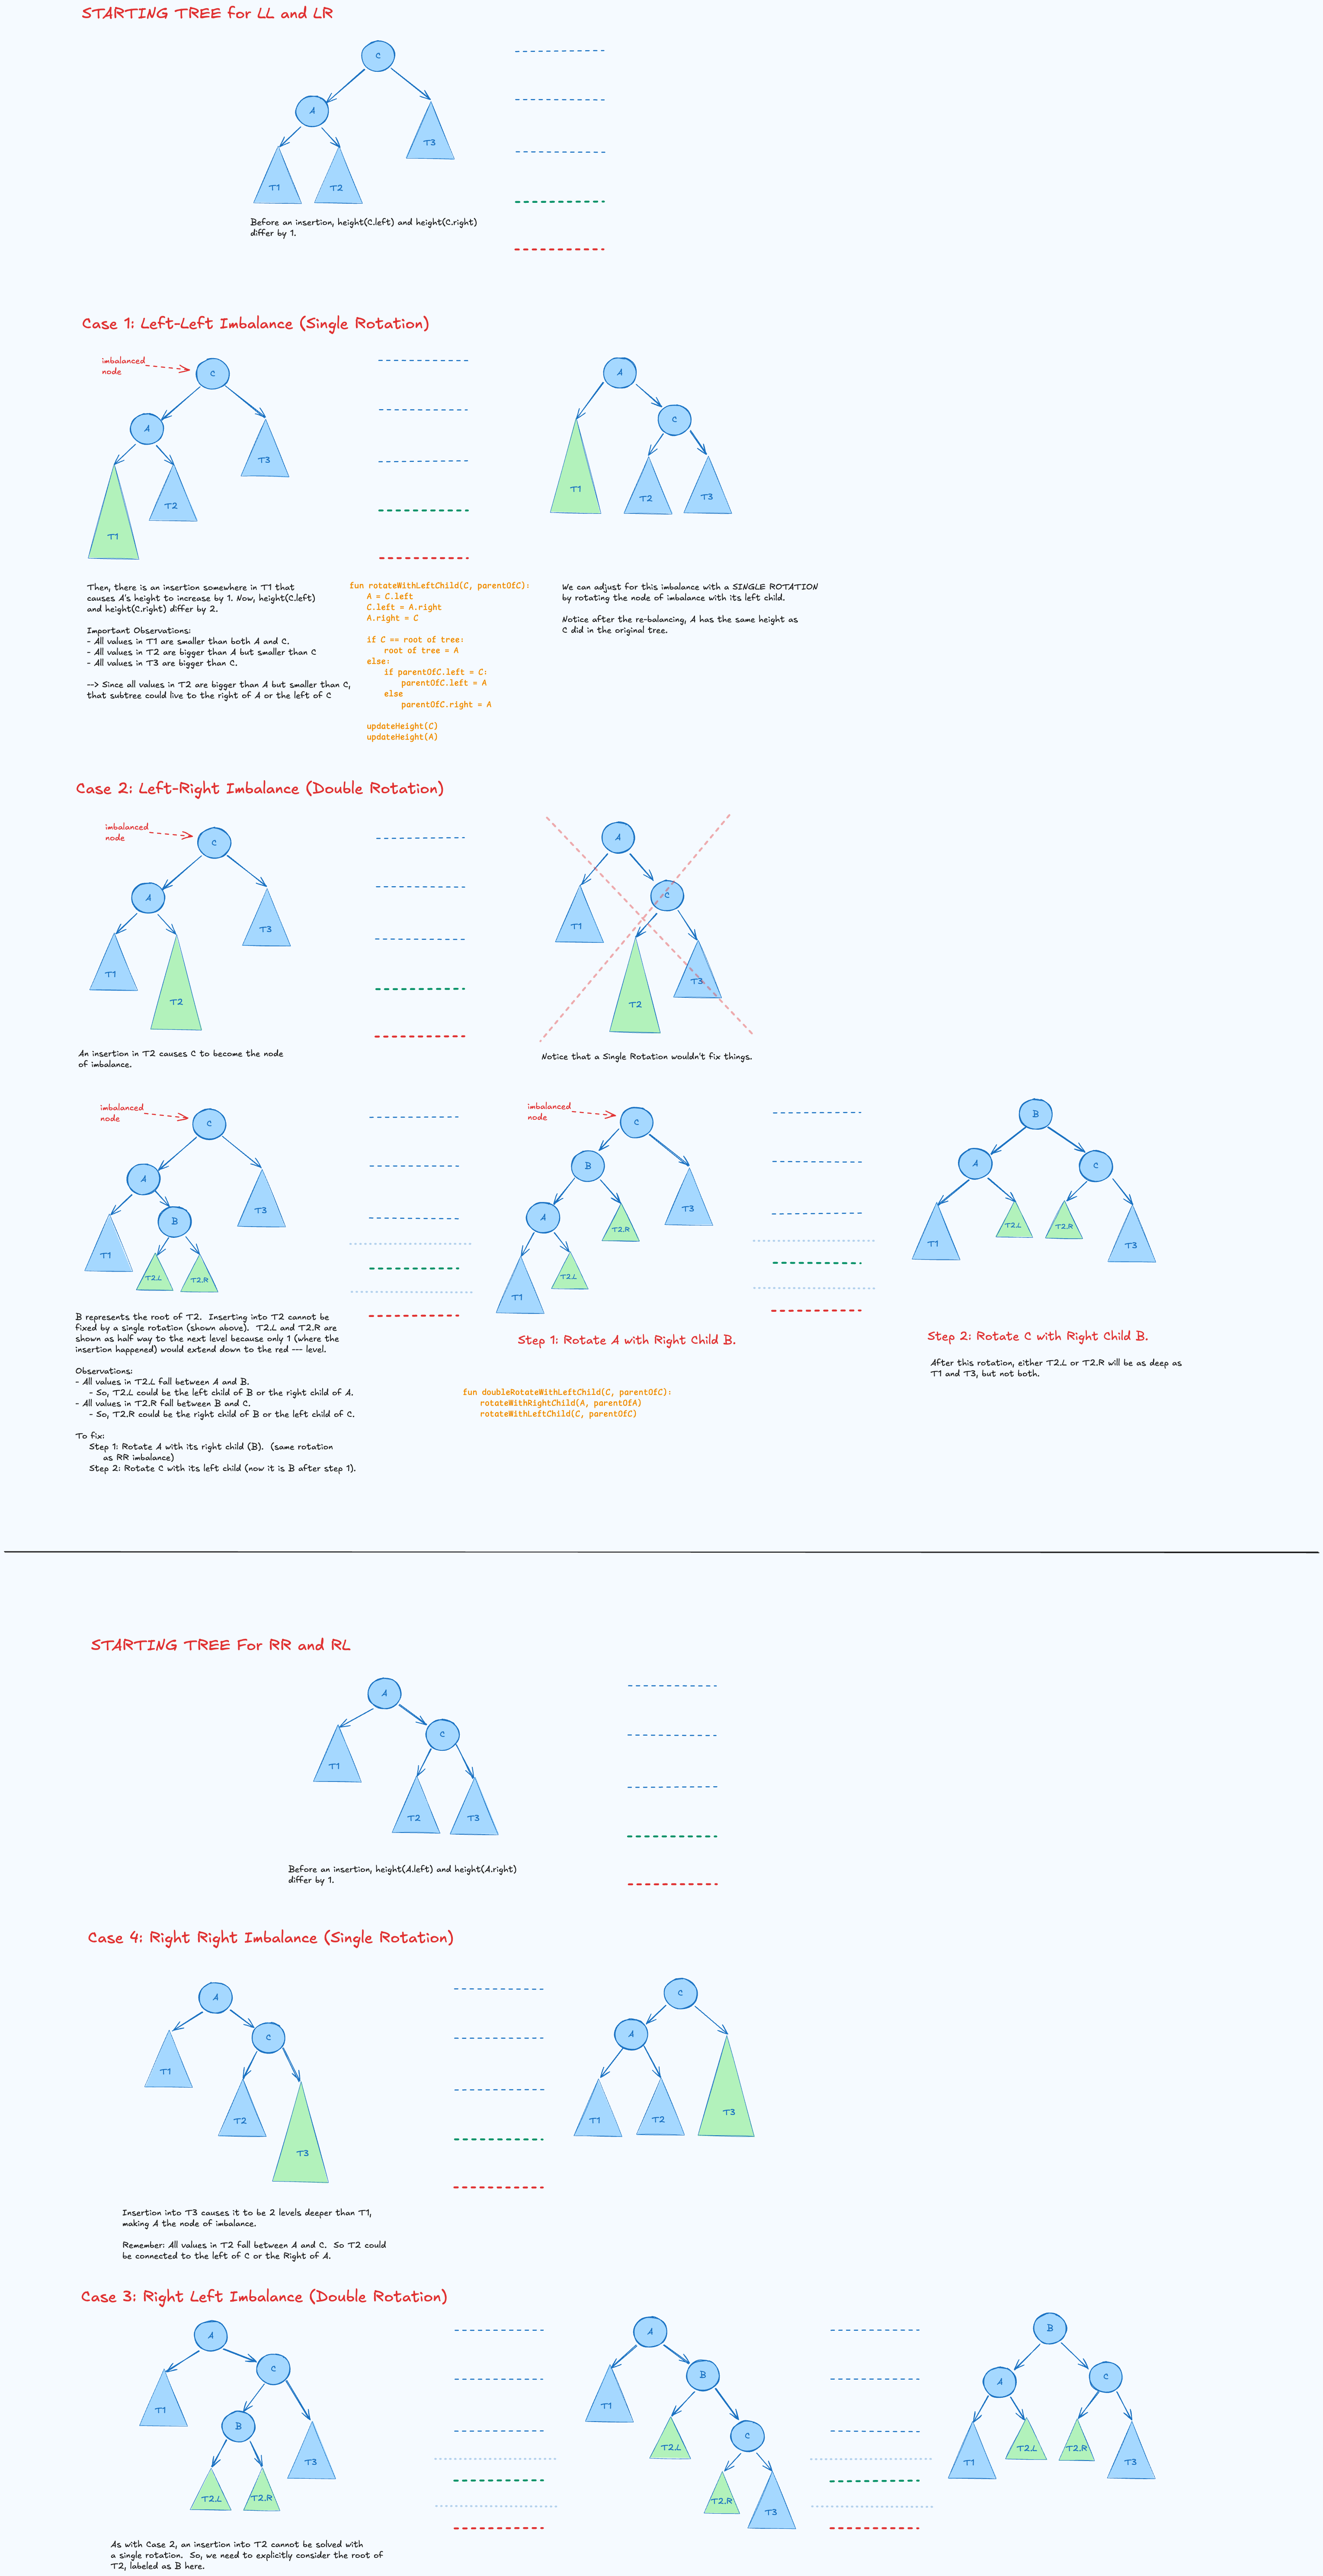 STARTING TREE for LL and LR
C
A
T3
T1
T2
Before an insertion, height(C.left) and height(C.right)
differ by 1.
Case 1: Left-Left Imbalance (Single Rotation)
imbalanced
node
C
A
T3
T2
T1
A
C
T1
T2
T3
Then, there is an insertion somewhere in T1 that
causes A's height to increase by 1. Now, height(C.left)
and height(C.right) differ by 2.
Important Observations:
- All values in T1 are smaller than both A and C.
- All values in T2 are bigger than A but smaller than C
- All values in T3 are bigger than C.
--> Since all values in T2 are bigger than A but smaller than C,
that subtree could live to the right of A or the left of C
fun rotateWithLeftChild(C, parentOfC):
A = C.left
C.left = A.right
A.right = C
if C == root of tree:
root of tree = A
else:
if parentOfC.left = C:
parentOfC.left = A
else
parentOfC.right = A
updateHeight(C)
updateHeight(A)
We can adjust for this imbalance with a SINGLE ROTATION
by rotating the node of imbalance with its left child.
Notice after the re-balancing, A has the same height as
C did in the original tree.
Case 2: Left-Right Imbalance (Double Rotation)
imbalanced
node
C
A
T3
T1
T2
A
C
T1
T3
T2
An insertion in T2 causes C to become the node
of imbalance.
Notice that a Single Rotation wouldn't fix things.
imbalanced
node
C
A
B
T3
T1
T2.L
T2.R
imbalanced
node
C
B
A
T3
T2.R
T2.L
T1
B
A
C
T1
T2.L
T2.R
T3
B represents the root of T2. Inserting into T2 cannot be
fixed by a single rotation (shown above). T2.L and T2.R are
shown as half way to the next level because only 1 (where the
insertion happened) would extend down to the red --- level.
Observations:
- All values in T2.L fall between A and B.
- So, T2.L could be the left child of B or the right child of A.
- All values in T2.R fall between B and C.
- So, T2.R could be the right child of B or the left child of C.
To fix:
Step 1: Rotate A with its right child (B). (same rotation
as RR imbalance)
Step 2: Rotate C with its left child (now it is B after step 1).
Step 1: Rotate A with Right Child B.
fun doubleRotateWithLeftChild(C, parentOfC):
rotateWithRightChild(A, parentOfA)
rotateWithLeftChild(C, parentOfC)
Step 2: Rotate C with Right Child B.
After this rotation, either T2.L or T2.R will be as deep as
T1 and T3, but not both.
STARTING TREE For RR and RL
A
C
T1
T2
T3
Before an insertion, height(A.left) and height(A.right)
differ by 1.
Case 4: Right Right Imbalance (Single Rotation)
A
C
T1
T2
T3
C
A
T1
T2
T3
Insertion into T3 causes it to be 2 levels deeper than T1,
making A the node of imbalance.
Remember: All values in T2 fall between A and C. So T2 could
be connected to the left of C or the Right of A.
Case 3: Right Left Imbalance (Double Rotation)
A
C
T1
B
T3
T2.L
T2.R
A
B
T1
C
T2.L
T2.R
T3
B
A
C
T1
T2.L
T2.R
T3
As with Case 2, an insertion into T2 cannot be solved with
a single rotation. So, we need to explicitly consider the root of
T2, labeled as B here.